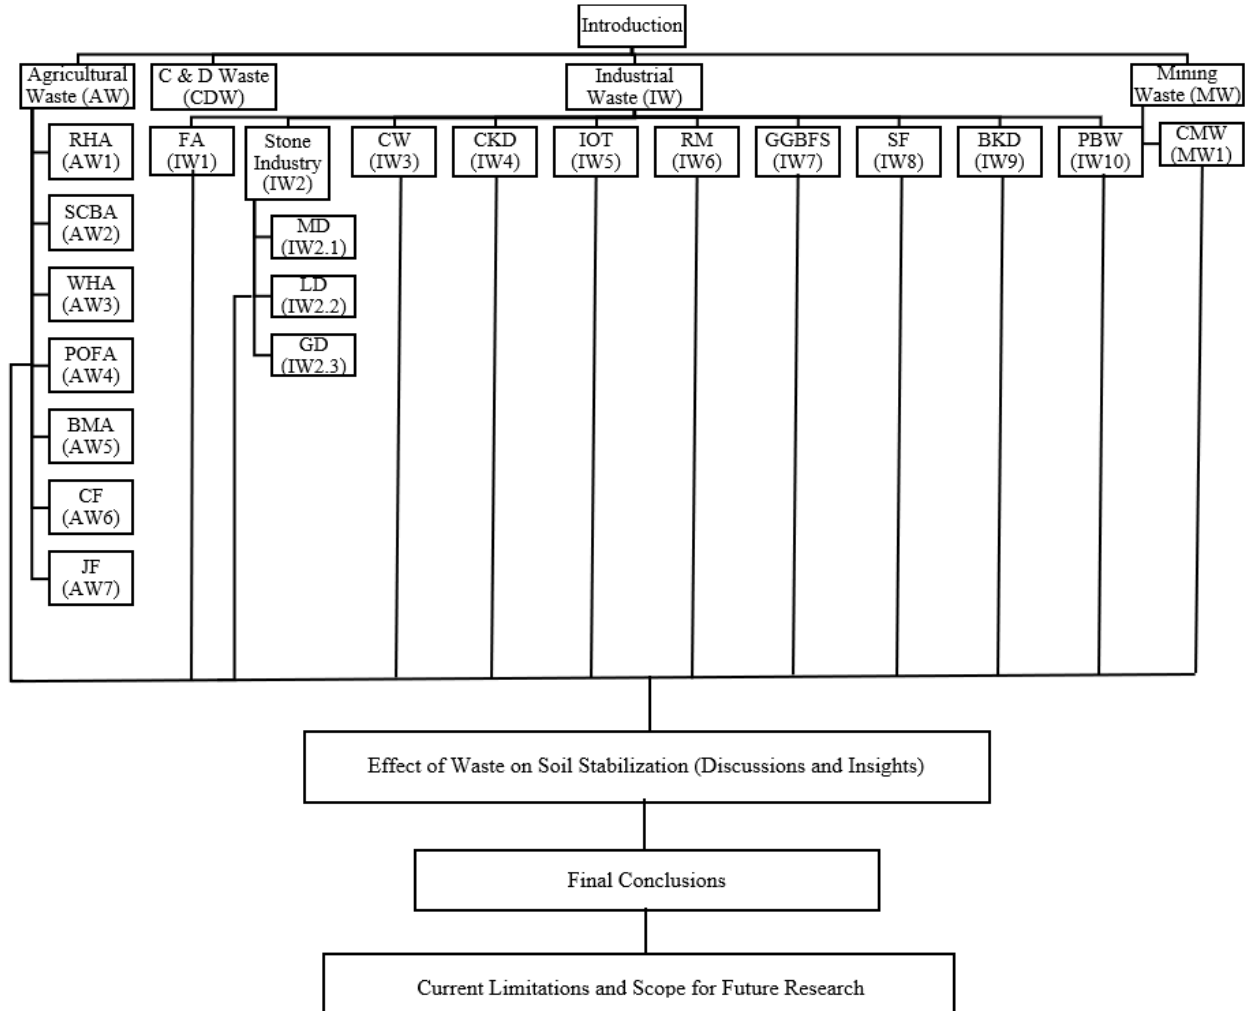 Introduction
Agricultural
Waste (AW)
C & D Waste
(CDW)
Industrial
Waste (IW)
Mining
Waste (MW)
RHA
(AW1)
SCBA
(AW2)
WHA
(AW3)
POFA
(AW4)
BMA
(AW5)
CF
(AW6)
JF
(AW7)
FA
(IW1)
Stone
Industry
(IW2)
MD
(IW2.1)
LD
(IW2.2)
GD
(IW2.3)
CW
(IW3)
CKD
(IW4)
IOT
(IW5)
RM
(IW6)
GGBFS
(IW7)
SF
(IW8)
BKD
(IW9)
PBW
(IW10)
CMW
(MW1)
Effect of Waste on Soil Stabilization (Discussions and Insights)
Final Conclusions
Current Limitations and Scope for Future Research